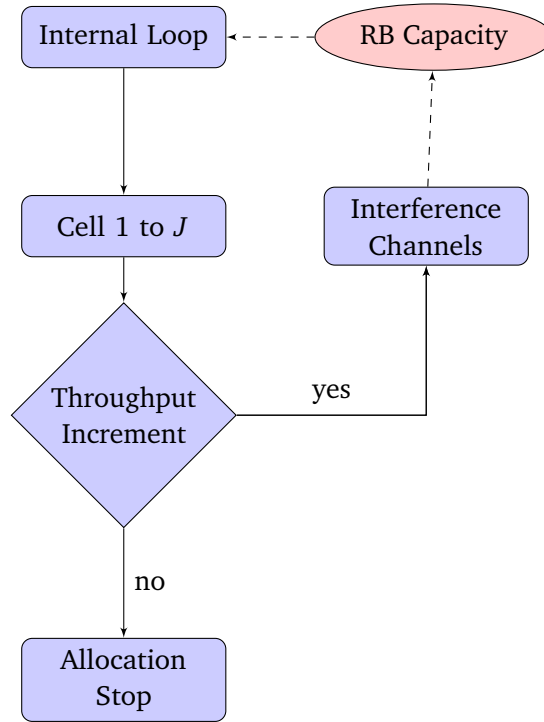 Internal Loop
RB Capacity
Cell 1 to J
Interference
Channels
Throughput
Increment
yes
no
Allocation
Stop